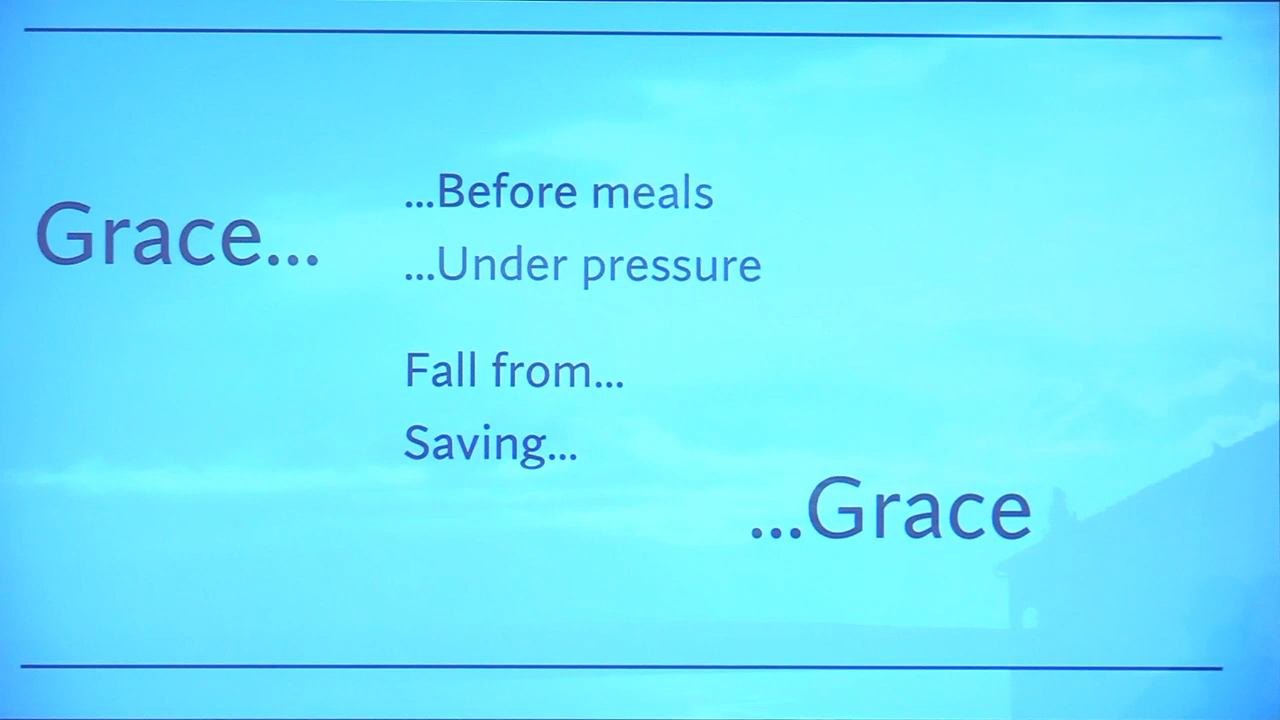 Grace...
...Before meals
...Under pressure
Fall from...
Saving...
...Grace